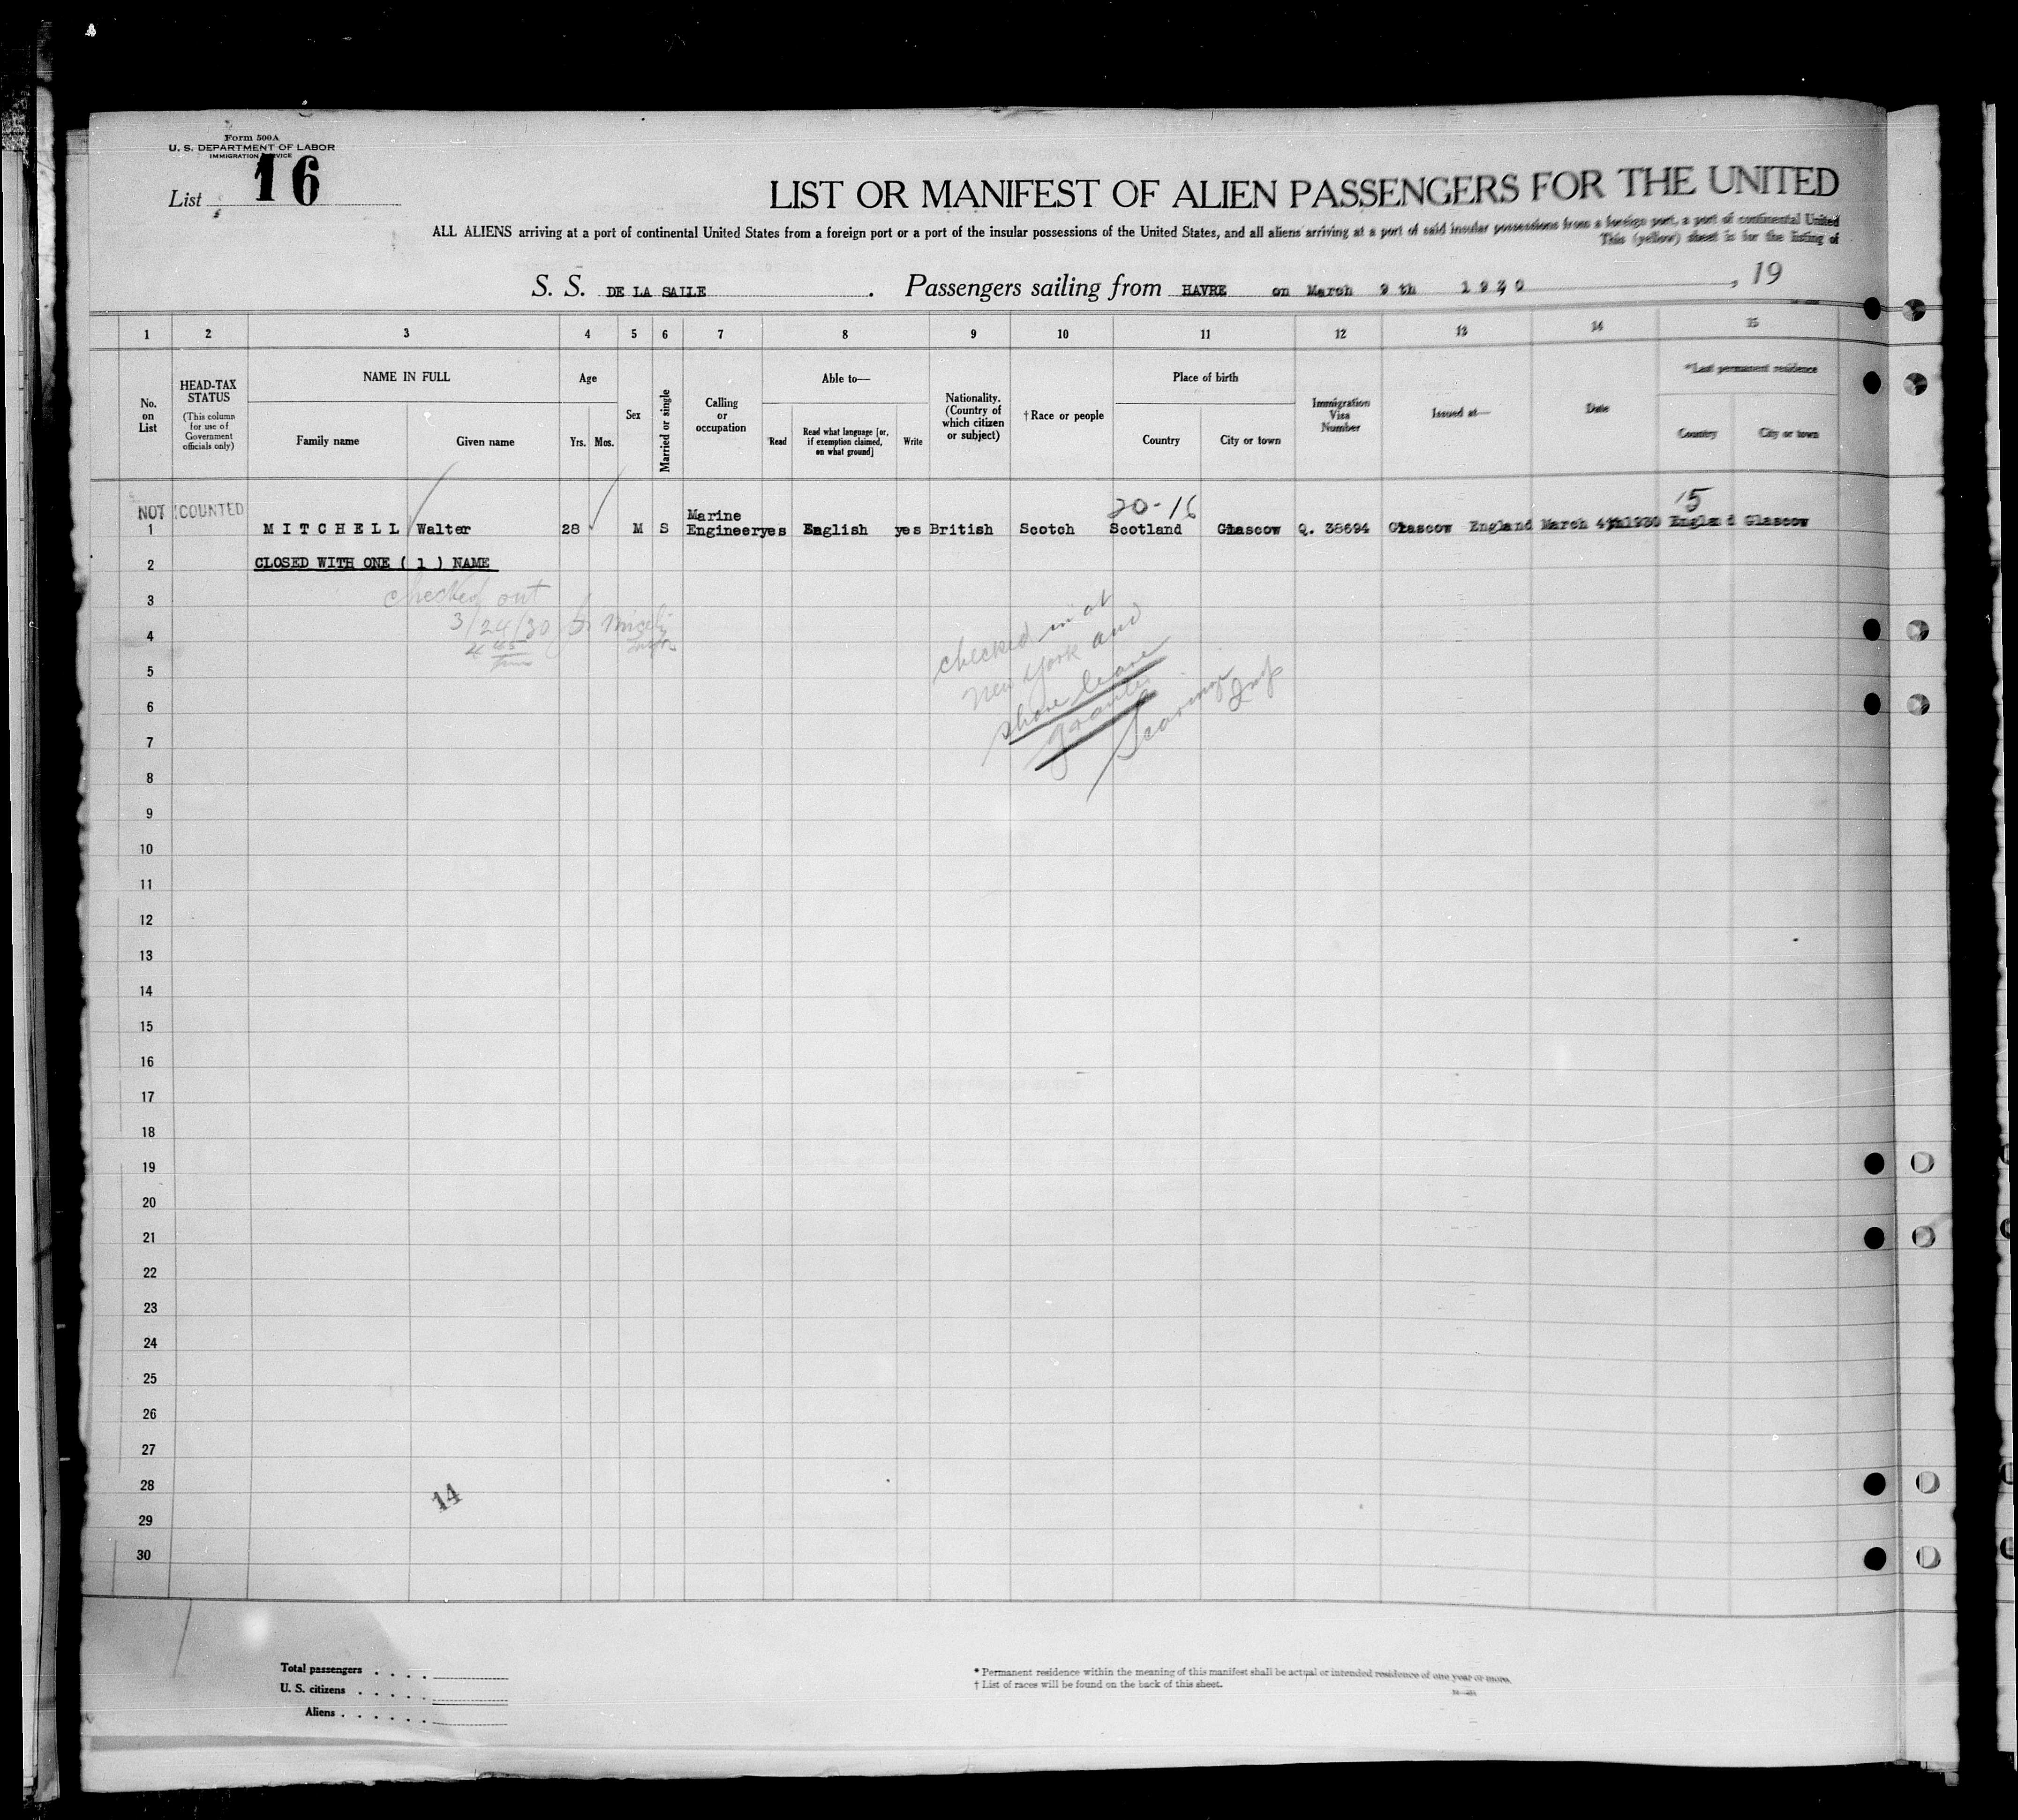 Form 500A
U. S. DEPARTMENT OF LABOR
IMMIGRATION SERVICE
List 16
LIST OR MANIFEST OF ALIEN PASSENGERS FOR THE UNITED
ALL ALIENS arriving at a port of continental United States from a foreign port or a port of the insular possessions of the United States, and all aliens arriving at a port of said insular possessions from a foreign port, a port of continental United
This (yellow) sheet is for the listing of
S. S. DE LA SALLE . Passengers sailing from HAVRE on March 9 th 1930 , 19
1 2 3 4 5 6 7 8 9 10 11 12 13 14 15
No. on List
HEAD-TAX STATUS
(This column for use of Government officials only)
NAME IN FULL
Family name
Given name
Age
Yrs. Mos.
Sex
Married or single
Calling or occupation
Able to—
Read
Read what language [or, if exemption claimed, on what ground]
Write
Nationality. (Country of which citizen or subject)
†Race or people
Place of birth
Country
City or town
Immigration Visa Number
Issued at—
Date
*Last permanent residence
Country
City or town
NOT COUNTED
20-16
15
1 MITCHELL Walter 28 M S Marine Engineer yes English yes British Scotch Scotland Glascow Q. 38694 Glascow England March 4th1930 England Glascow
2 CLOSED WITH ONE ( 1 ) NAME
checked out
3/24/30
checked in at
New York and
shore leave
granted
3
4
5
6
7
8
9
10
11
12
13
14
15
16
17
18
19
20
21
22
23
24
25
26
27
28
29
30
14
Total passengers . . . .
U. S. citizens . . . . .
Aliens . . . . . .
* Permanent residence within the meaning of this manifest shall be actual or intended residence of one year or more.
† List of races will be found on the back of this sheet.